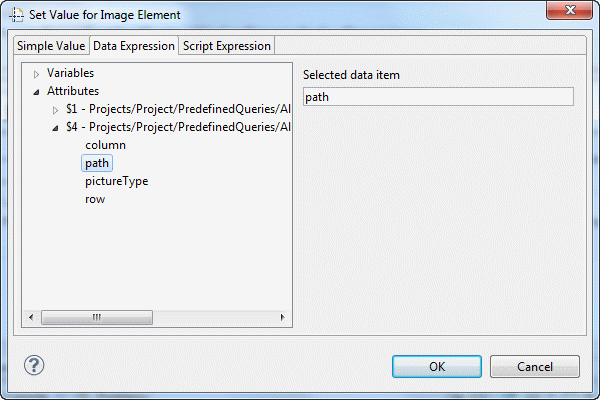 Set Value for Image Element
Simple Value Data Expression Script Expression
Variables
Attributes
$1 - Projects/Project/PredefinedQueries/Al
$4 - Projects/Project/PredefinedQueries/Al
column
path
pictureType
row
Selected data item
path
OK Cancel